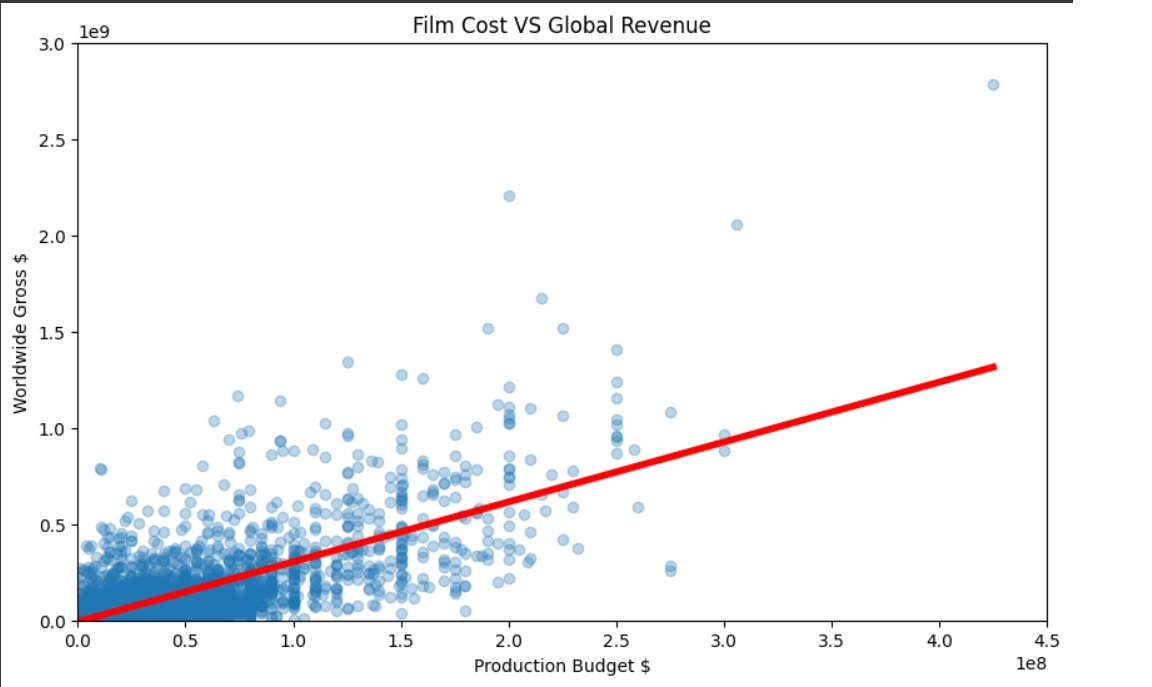 Film Cost VS Global Revenue
1e9
3.0
2.5
2.0
1.5
1.0
0.5
0.0
Worldwide Gross $
0.0 0.5 1.0 1.5 2.0 2.5 3.0 3.5 4.0 4.5
1e8
Production Budget $